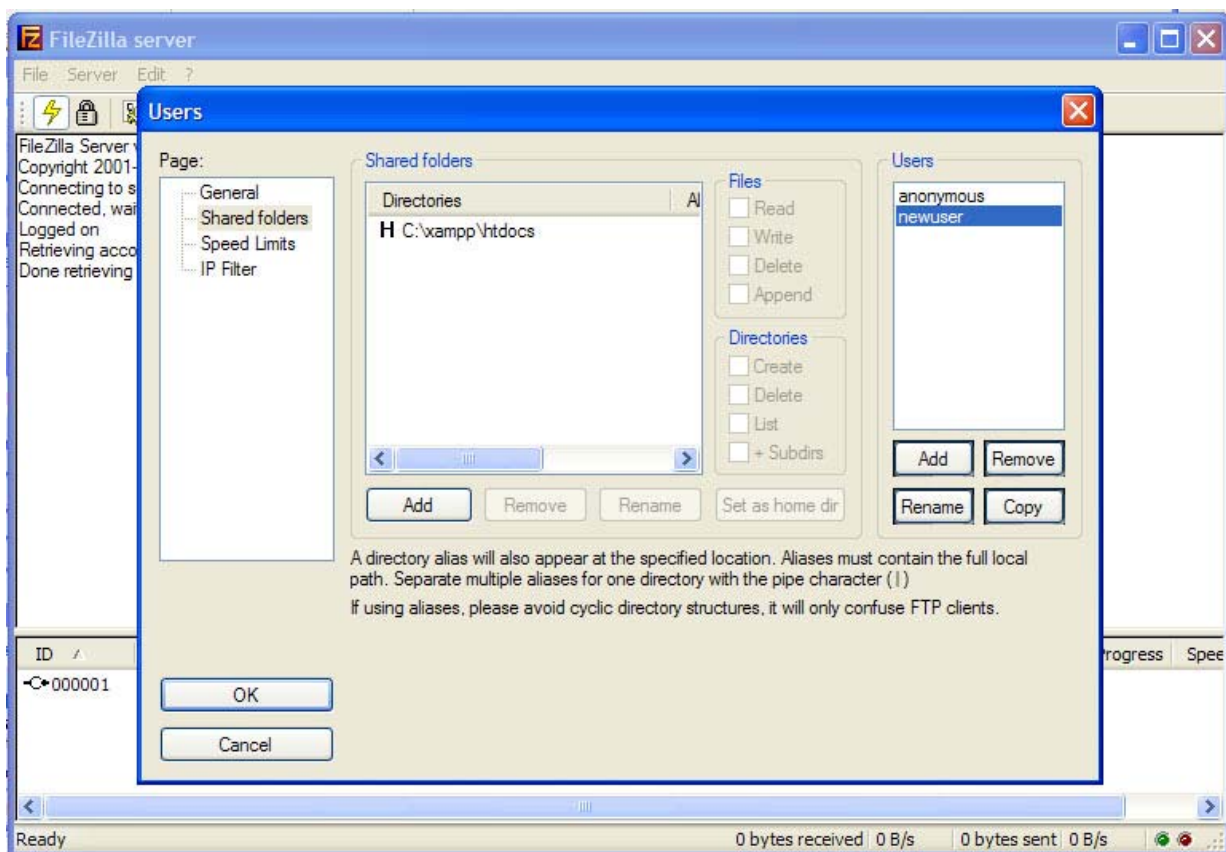 FileZilla server
File Server Edit ?
Users
FileZilla Server
Copyright 2001-
Connecting to s
Connected, wai
Logged on
Retrieving acco
Done retrieving
Page:
General
Shared folders
Speed Limits
IP Filter
Shared folders
Directories Al
H C:\xampp\htdocs
Files
Read
Write
Delete
Append
Directories
Create
Delete
List
+ Subdirs
Add Remove Rename Set as home dir
Users
anonymous
newuser
Add Remove
Rename Copy
A directory alias will also appear at the specified location. Aliases must contain the full local
path. Separate multiple aliases for one directory with the pipe character (|)
If using aliases, please avoid cyclic directory structures, it will only confuse FTP clients.
OK
Cancel
ID / rogress Spee
000001
Ready 0 bytes received 0 B/s 0 bytes sent 0 B/s